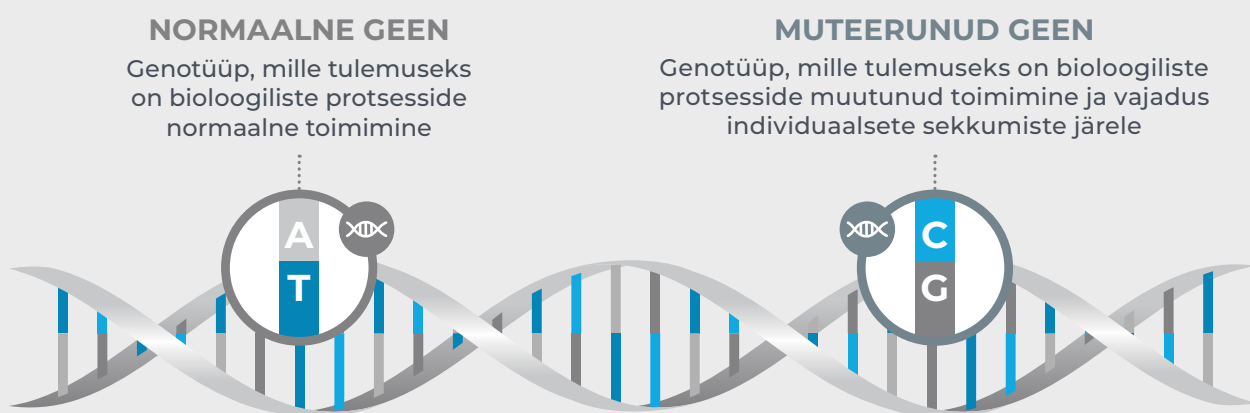 NORMAALNE GEEN
Genotüüp, mille tulemuseks
on bioloogiliste protsesside
normaalne toimimine
MUTEERUNUD GEEN
Genotüüp, mille tulemuseks on bioloogiliste
protsesside muutunud toimimine ja vajadus
individuaalsete sekkumiste järele
A
T
C
G